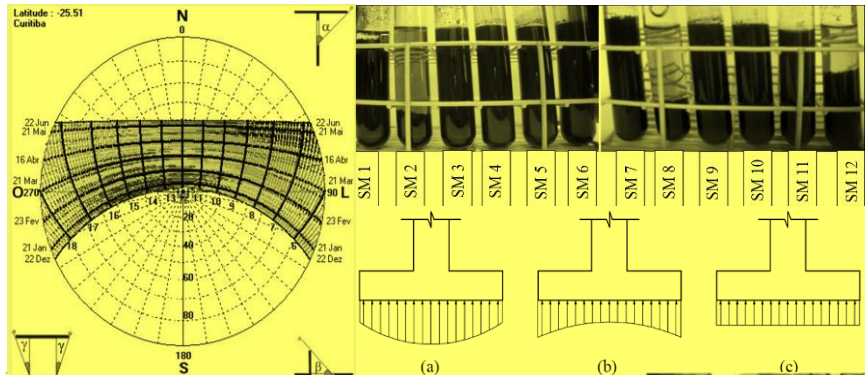 Latitude : -25.51
Curitiba
N
0
α
22 Jun
21 Mai
16 Abr
21 Mar
O 270
90 L
23 Fev
21 Jan
22 Dez
22 Jun
21 Mai
16 Abr
21 Mar
23 Fev
21 Jan
22 Dez
18
17
16
15
14
13
12
11
10
9
8
7
6
20
40
60
80
180
S
γ
γ
β
SM 1
SM 2
SM 3
SM 4
SM 5
SM 6
SM 7
SM 8
SM 9
SM 10
SM 11
SM 12
(a)
(b)
(c)